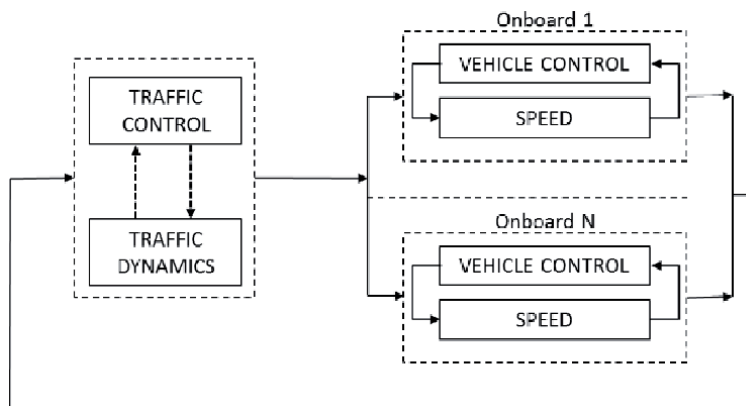 Onboard 1
VEHICLE CONTROL
SPEED
TRAFFIC
CONTROL
TRAFFIC
DYNAMICS
Onboard N
VEHICLE CONTROL
SPEED